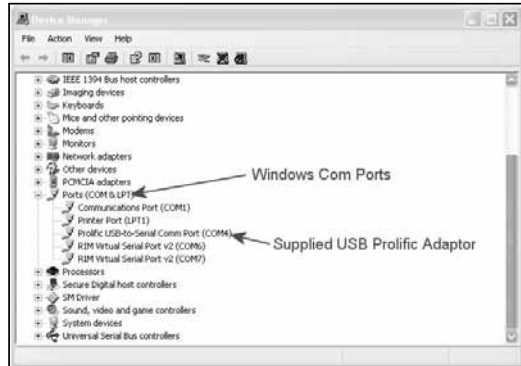 Device Manager
File Action View Help
IEEE 1394 Bus host controllers
Imaging devices
Keyboards
Mice and other pointing devices
Modems
Monitors
Network adapters
Other devices
PCMCIA adapters
Ports (COM & LPT)
Windows Com Ports
Communications Port (COM1)
Printer Port (LPT1)
Prolific USB-to-Serial Comm Port (COM4)
Supplied USB Prolific Adaptor
RIM Virtual Serial Port v2 (COM6)
RIM Virtual Serial Port v2 (COM7)
Processors
Secure Digital host controllers
SM Driver
Sound, video and game controllers
System devices
Universal Serial Bus controllers